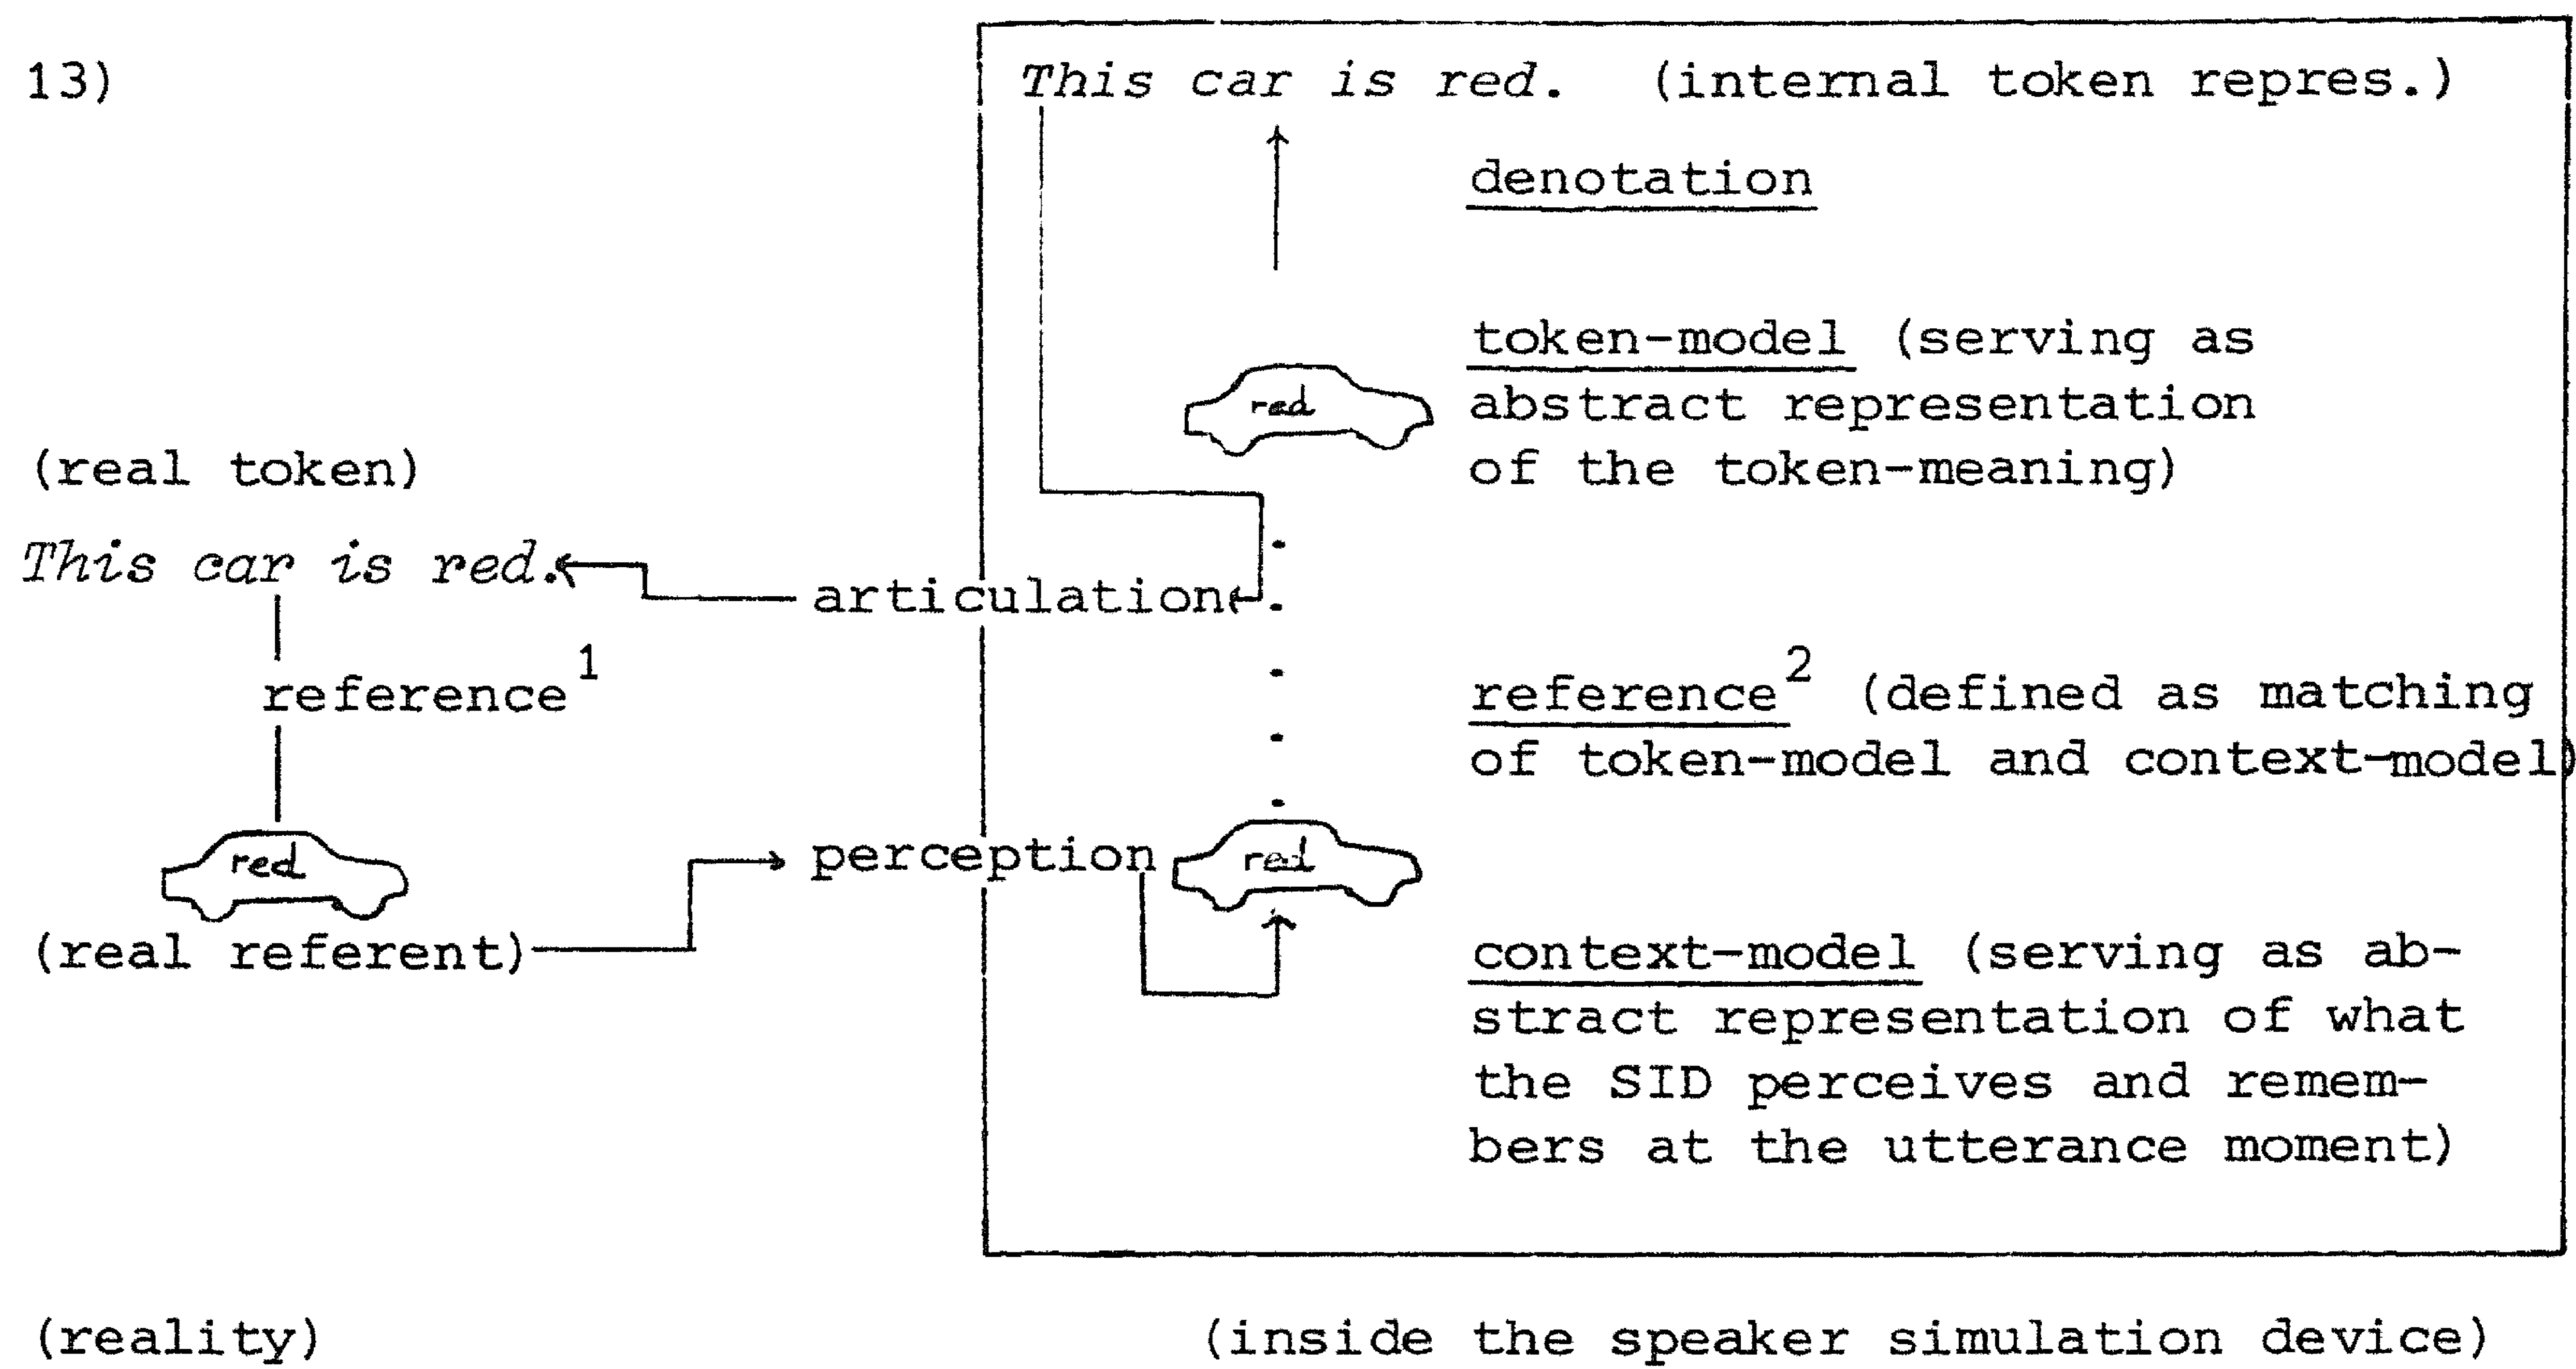 13)
This car is red. (internal token repres.)
denotation
token-model (serving as
abstract representation
of the token-meaning)
red
(real token)
This car is red.
articulation
reference1
reference2 (defined as matching
of token-model and context-model)
red
perception
red
(real referent)
context-model (serving as ab-
stract representation of what
the SID perceives and remem-
bers at the utterance moment)
(reality)
(inside the speaker simulation device)